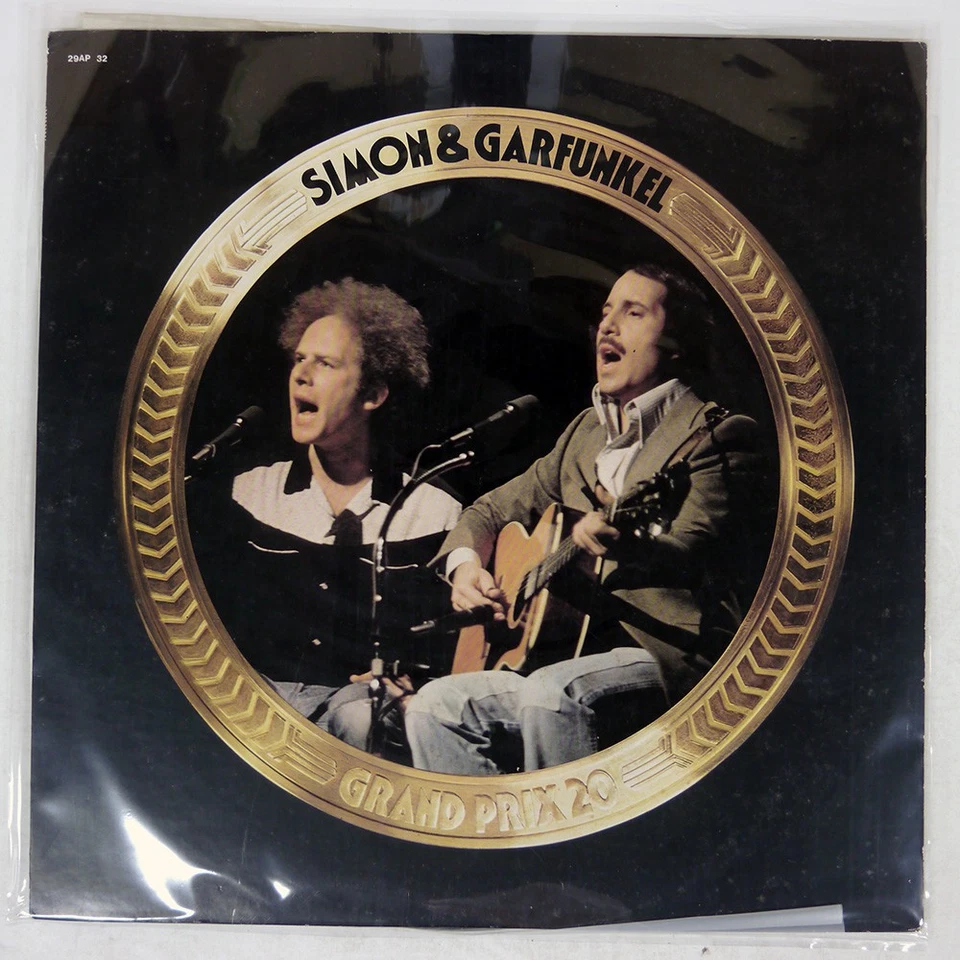 29AP 32
SIMON & GARFUNKEL
GRAND PRIX 20